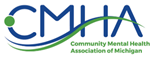 CMHA
Community Mental Health
Association of Michigan